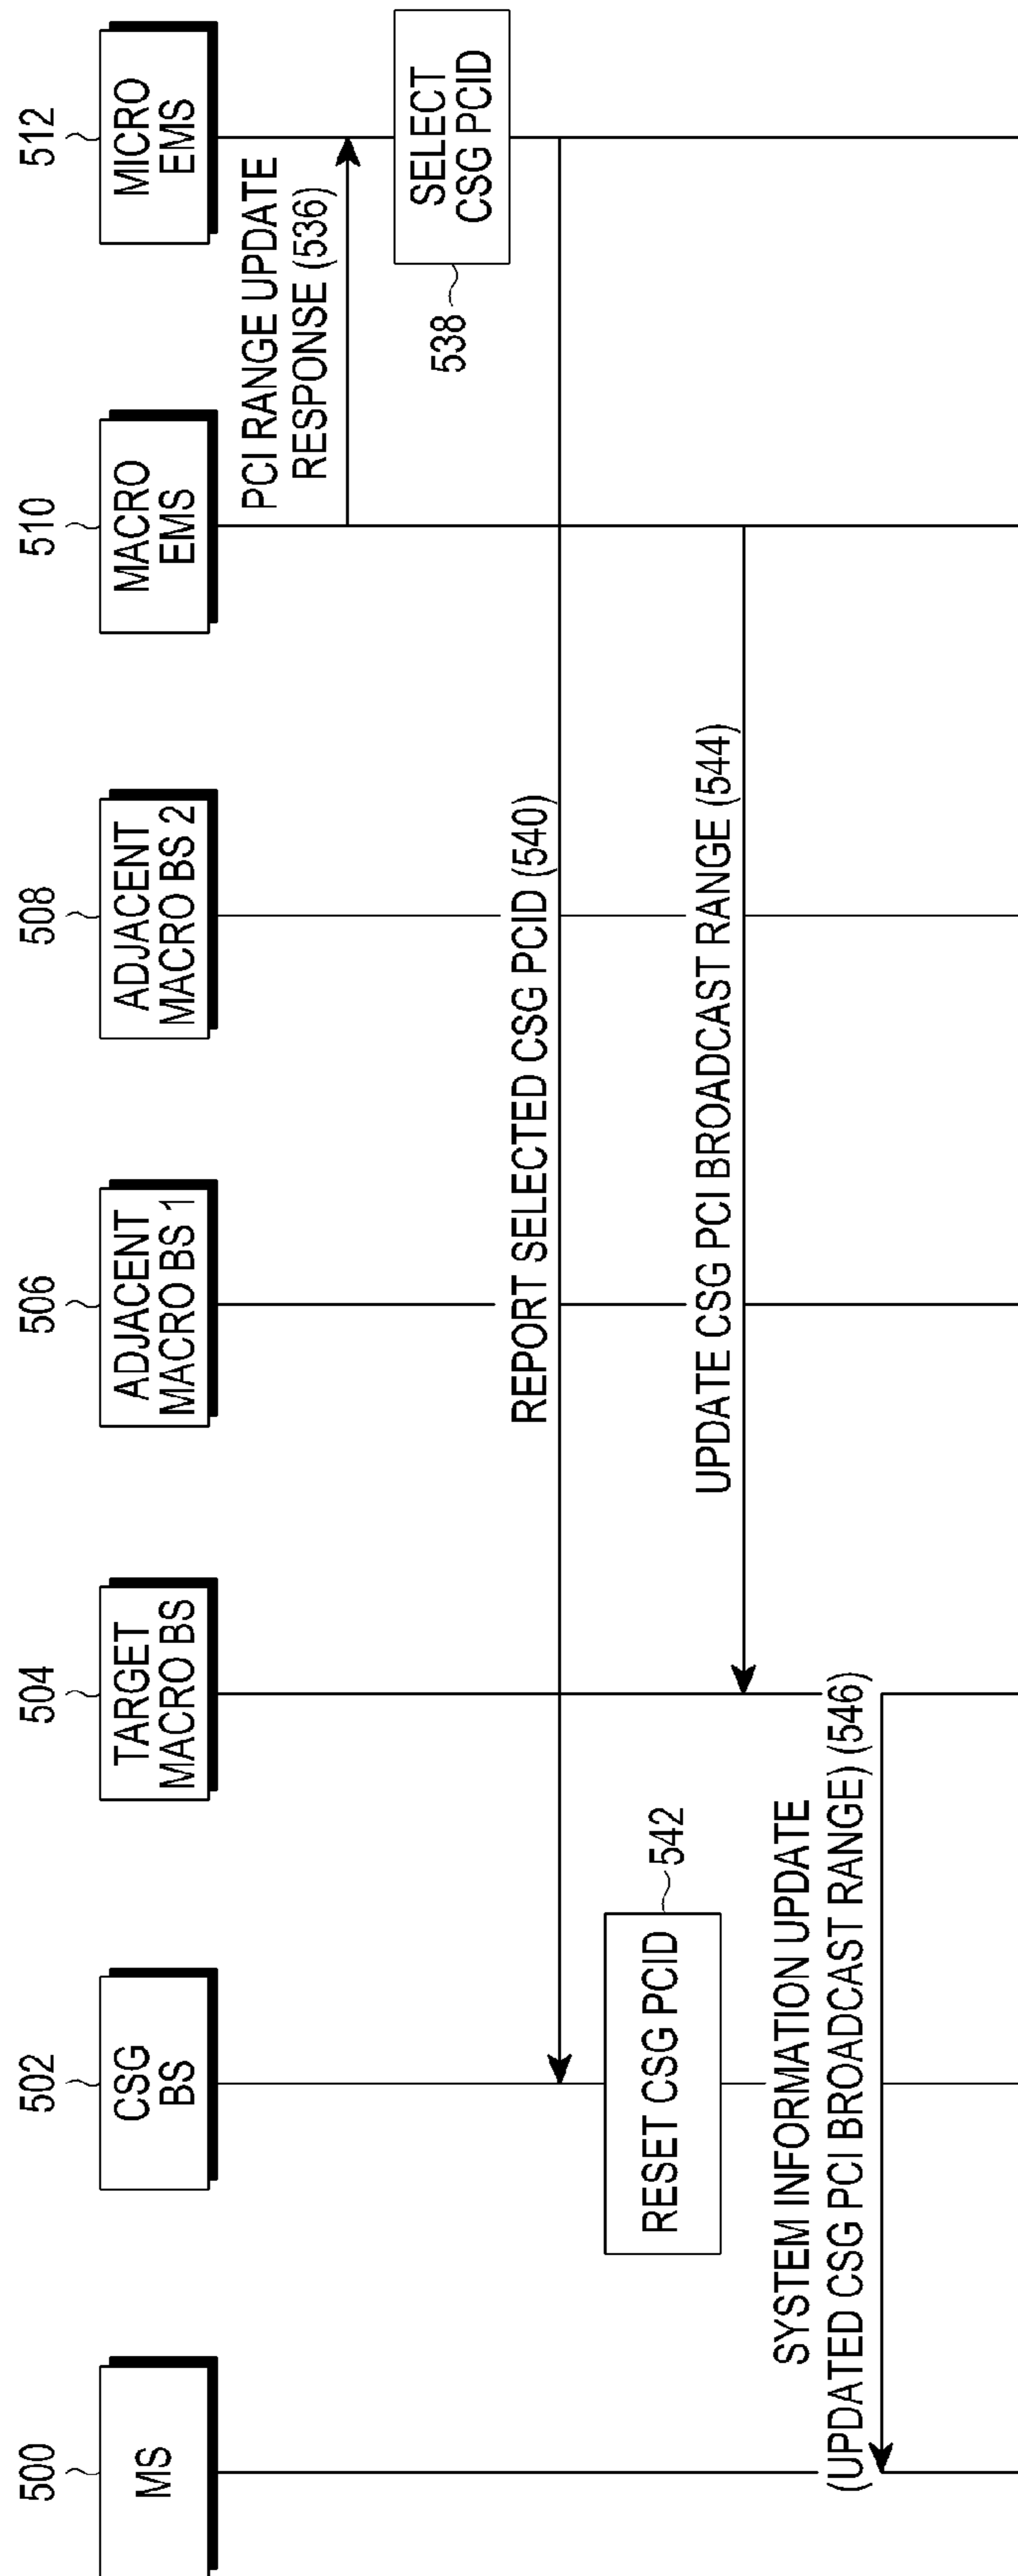 500
MS
502
CSG
BS
504
TARGET
MACRO BS
506
ADJACENT
MACRO BS 1
508
ADJACENT
MACRO BS 2
510
MACRO
EMS
512
MICRO
EMS
PCI RANGE UPDATE
RESPONSE (536)
SELECT
CSG PCID
538
REPORT SELECTED CSG PCID (540)
RESET CSG PCID
542
UPDATE CSG PCI BROADCAST RANGE (544)
SYSTEM INFORMATION UPDATE
(UPDATED CSG PCI BROADCAST RANGE) (546)